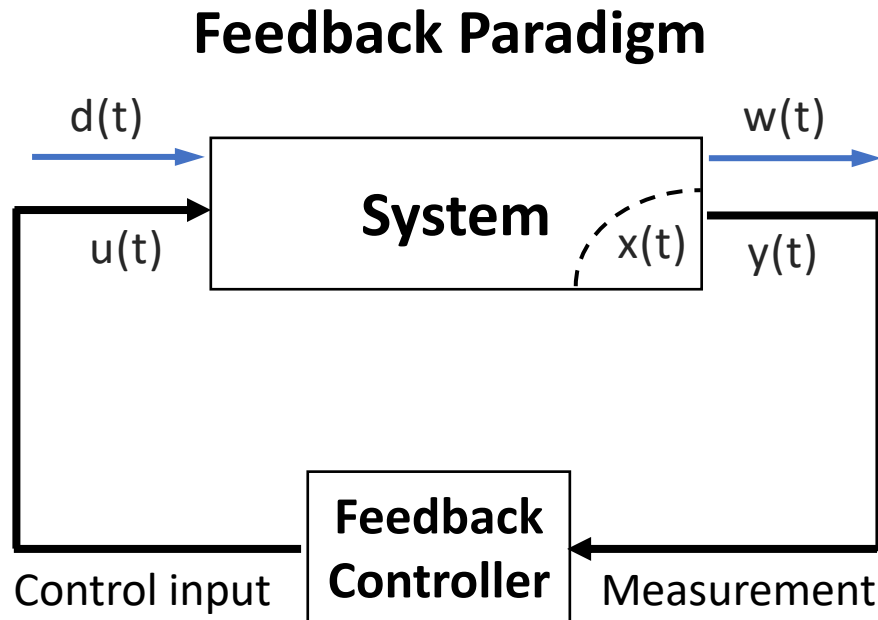 Feedback Paradigm
d(t)
w(t)
System
u(t)
x(t)
y(t)
Feedback
Controller
Control input
Measurement